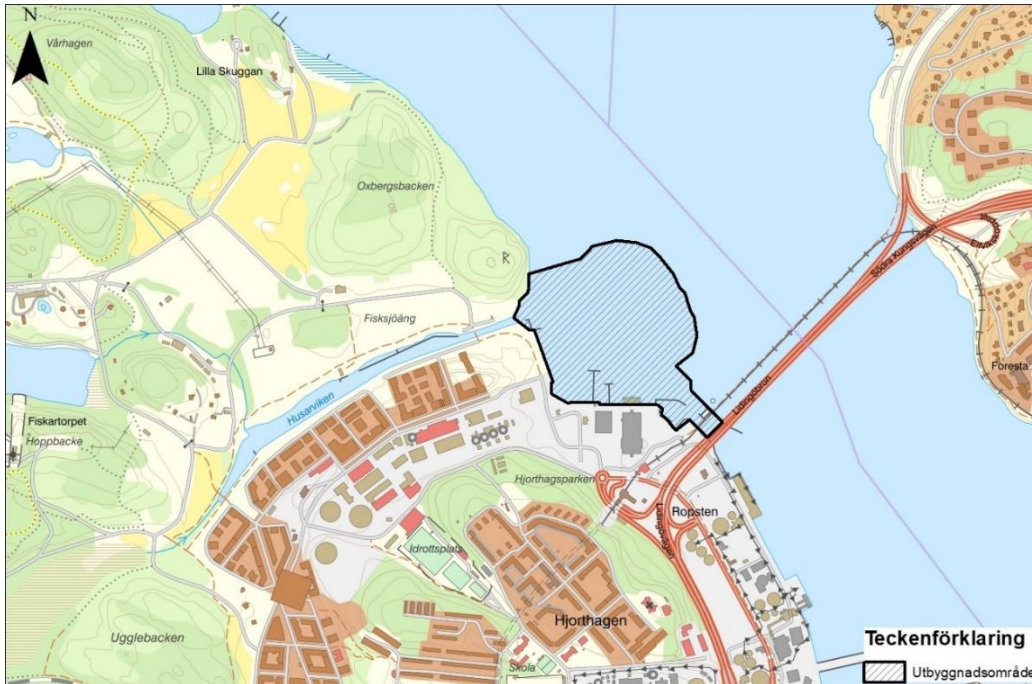 N
Vårhagen
Lilla Skuggan
Oxbergsbacken
R
Södra Kungsvägen
Elfviksvägen
Fisksjöäng
Foresta
Husarviken
Lidingöbron
Fiskartorpet
Hoppbacke
Hjorthagsparken
Ropsten
Lidingövägen
Idrottsplats
Hjorthagen
Ugglebacken
Skola
Teckenförklaring
Utbyggnadsområde